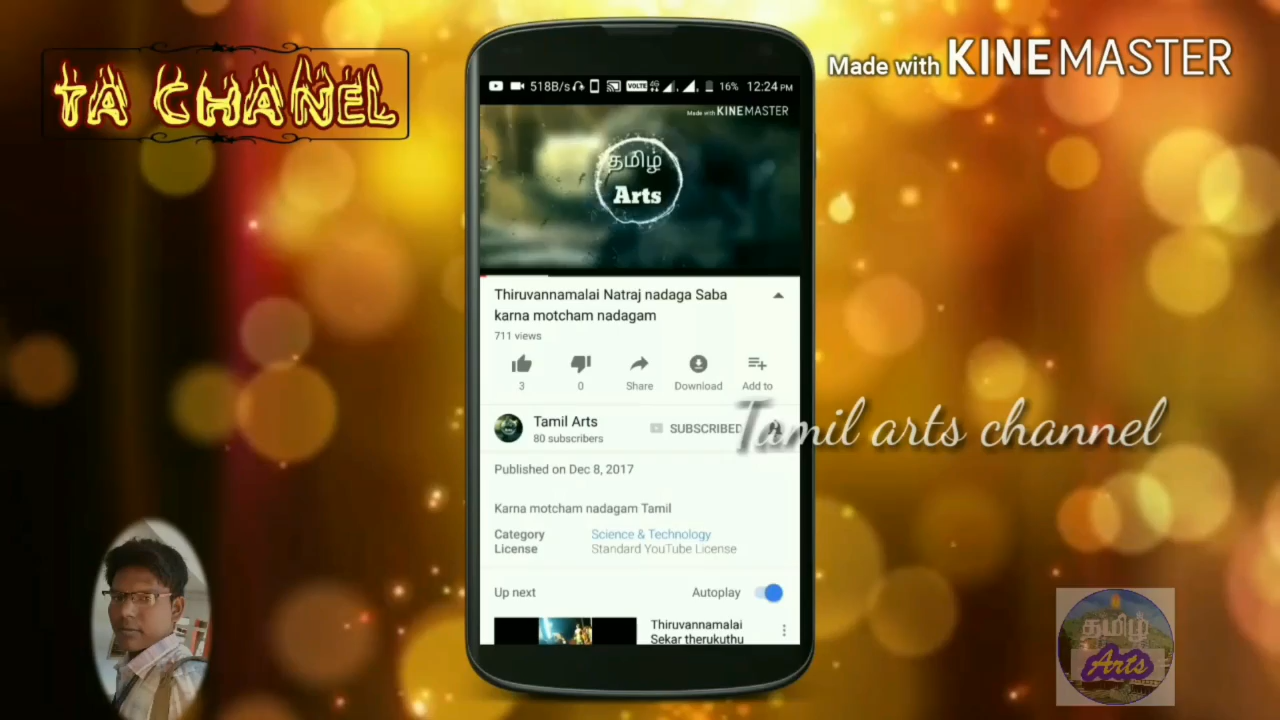 TA CHANEL
Made with KINEMASTER
518B/s VOLTE 4G 16% 12:24 PM
Made with KINEMASTER
தமிழ்
Arts
Thiruvannamalai Natraj nadaga Saba
karna motcham nadagam
711 views
3 0 Share Download Add to
Tamil Arts
80 subscribers
SUBSCRIBED
Tamil arts channel
Published on Dec 8, 2017
Karna motcham nadagam Tamil
Category Science & Technology
License Standard YouTube License
Up next Autoplay
Thiruvannamalai
Sekar therukuthu
தமிழ்
Arts